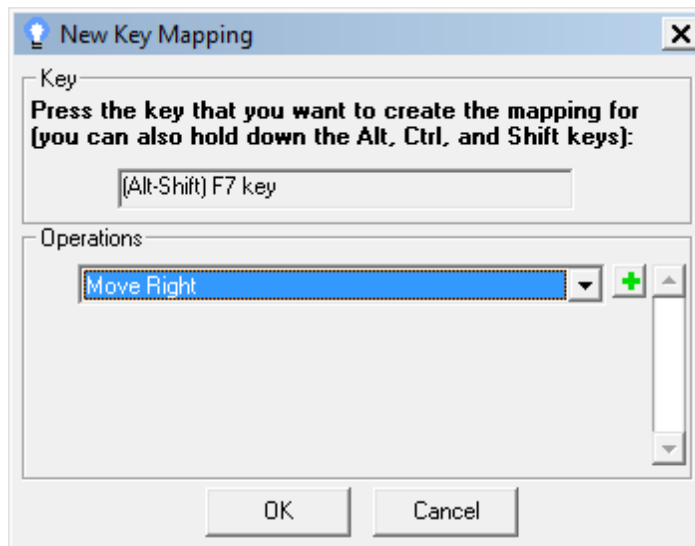 New Key Mapping
Key
Press the key that you want to create the mapping for
(you can also hold down the Alt, Ctrl, and Shift keys):
(Alt-Shift) F7 key
Operations
Move Right
OK Cancel